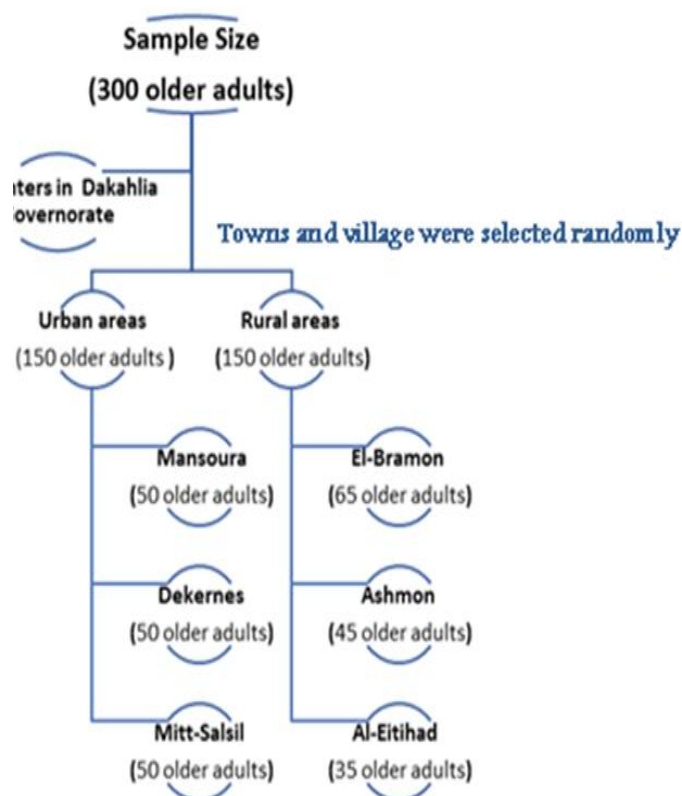 Sample Size
(300 older adults)
in Dakahlia
Towns and village were selected randomly
Urban areas
(150 older adults )
Rural areas
(150 older adults)
Mansoura
(50 older adults)
El-Bramon
(65 older adults)
Dekernes
(50 older adults)
Ashmon
(45 older adults)
Mitt-Salsil
(50 older adults)
Al-Eitihad
(35 older adults)